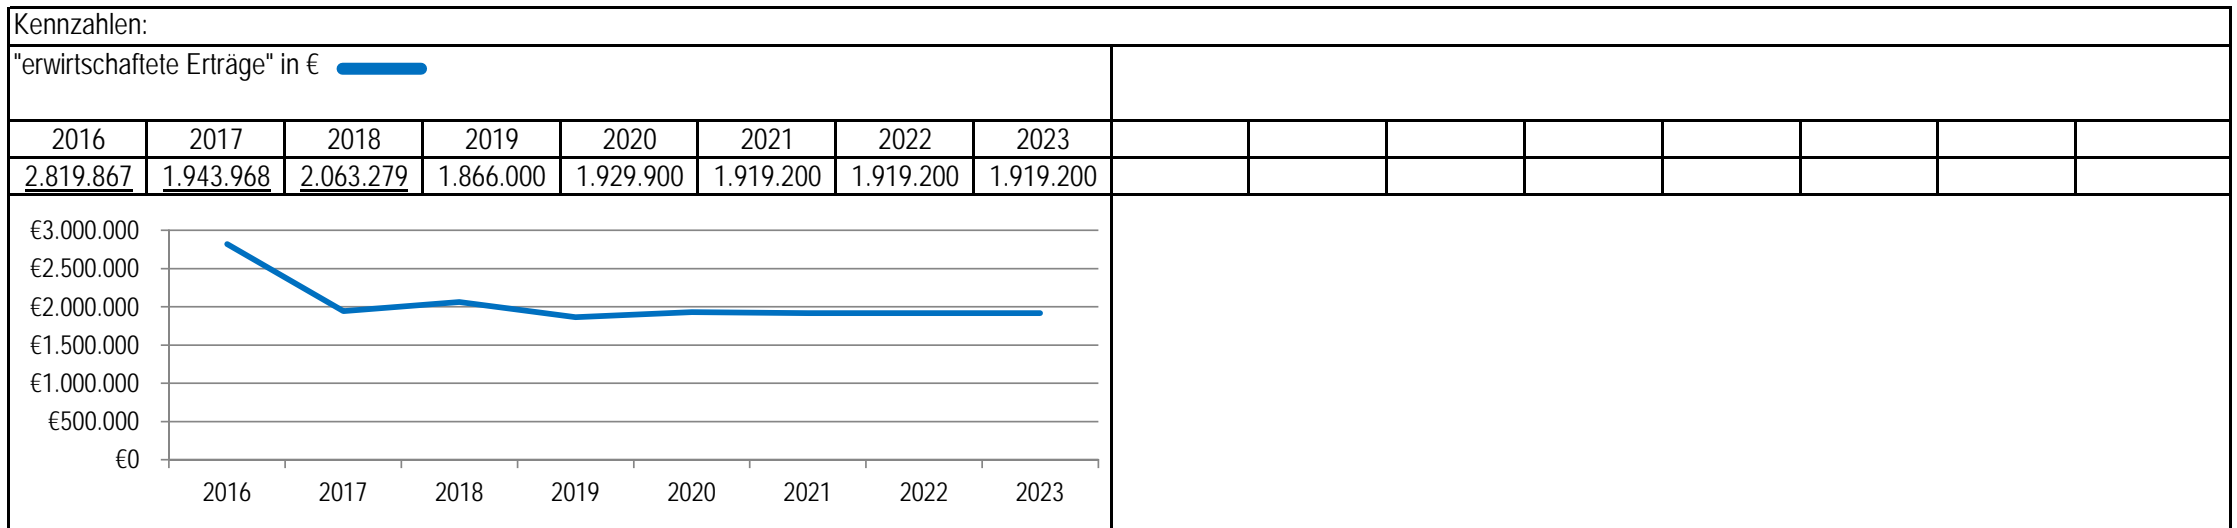 Kennzahlen:
"erwirtschaftete Erträge" in €
2016 2017 2018 2019 2020 2021 2022 2023
2.819.867 1.943.968 2.063.279 1.866.000 1.929.900 1.919.200 1.919.200 1.919.200
€3.000.000
€2.500.000
€2.000.000
€1.500.000
€1.000.000
€500.000
€0
2016 2017 2018 2019 2020 2021 2022 2023